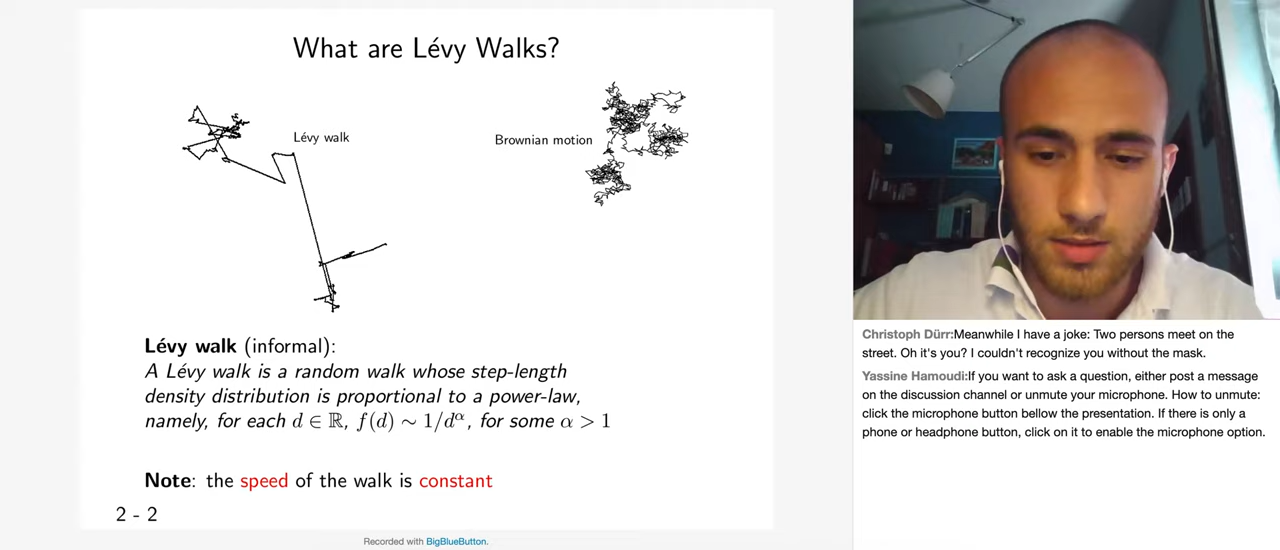 What are Lévy Walks?
Lévy walk
Brownian motion
Lévy walk (informal):
A Lévy walk is a random walk whose step-length
density distribution is proportional to a power-law,
namely, for each d ∈ ℝ, f(d) ∼ 1/d^α, for some α > 1
Note: the speed of the walk is constant
2 - 2
Recorded with BigBlueButton.
Christoph Dürr:Meanwhile I have a joke: Two persons meet on the
street. Oh it's you? I couldn't recognize you without the mask.
Yassine Hamoudi:If you want to ask a question, either post a message
on the discussion channel or unmute your microphone. How to unmute:
click the microphone button bellow the presentation. If there is only a
phone or headphone button, click on it to enable the microphone option.